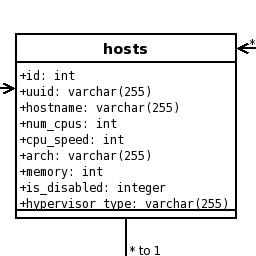 hosts
*
+id: int
+uuid: varchar(255)
+hostname: varchar(255)
+num_cpus: int
+cpu_speed: int
+arch: varchar(255)
+memory: int
+is_disabled: integer
+hypervisor_type: varchar(255)
* to 1